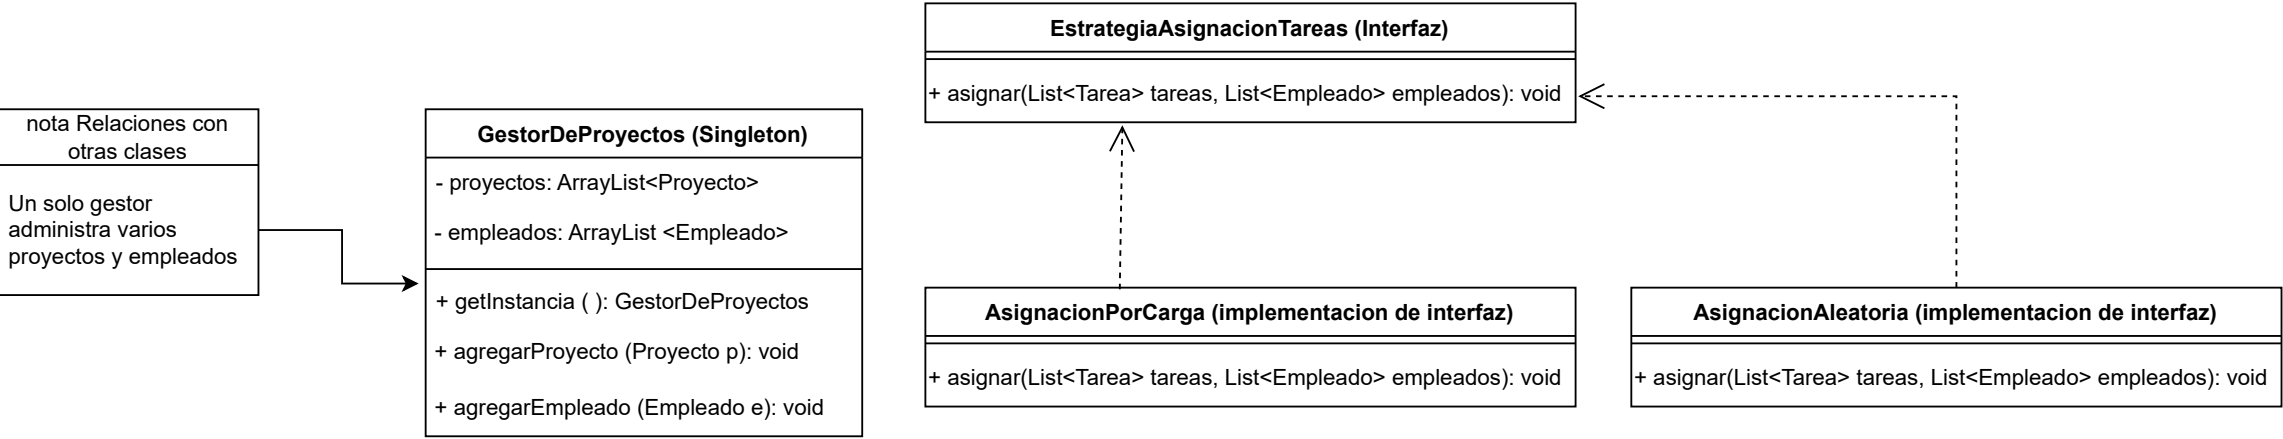 nota Relaciones con
otras clases
Un solo gestor
administra varios
proyectos y empleados
GestorDeProyectos (Singleton)
- proyectos: ArrayList<Proyecto>
- empleados: ArrayList <Empleado>
+ getInstancia ( ): GestorDeProyectos
+ agregarProyecto (Proyecto p): void
+ agregarEmpleado (Empleado e): void
EstrategiaAsignacionTareas (Interfaz)
+ asignar(List<Tarea> tareas, List<Empleado> empleados): void
AsignacionPorCarga (implementacion de interfaz)
+ asignar(List<Tarea> tareas, List<Empleado> empleados): void
AsignacionAleatoria (implementacion de interfaz)
+ asignar(List<Tarea> tareas, List<Empleado> empleados): void